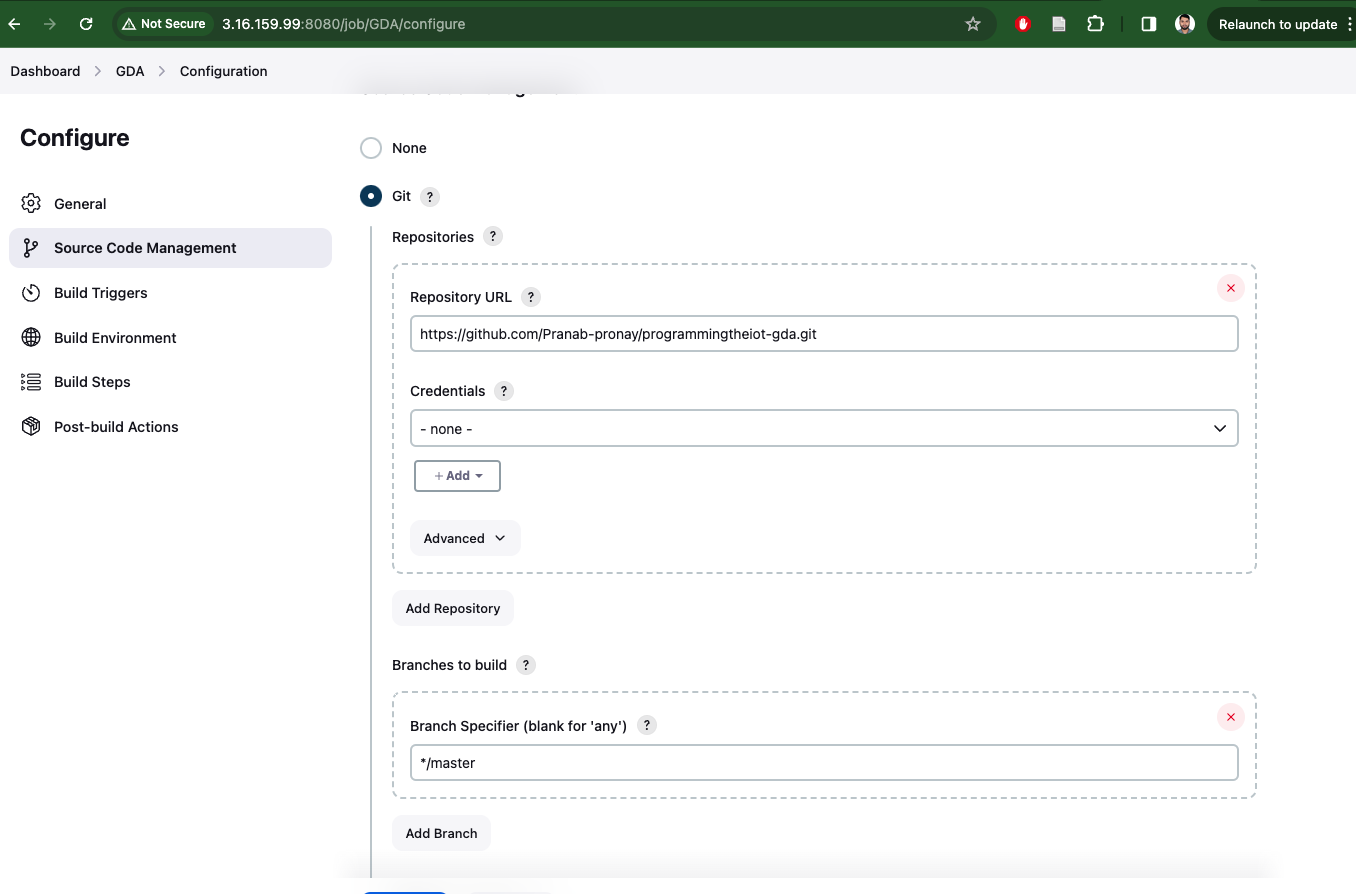 Not Secure 3.16.159.99:8080/job/GDA/configure Relaunch to update
Dashboard GDA Configuration
Configure
General
Source Code Management
Build Triggers
Build Environment
Build Steps
Post-build Actions
None
Git ?
Repositories ?
Repository URL ?
https://github.com/Pranab-pronay/programmingtheiot-gda.git
Credentials ?
- none -
+ Add
Advanced
Add Repository
Branches to build ?
Branch Specifier (blank for 'any') ?
*/master
Add Branch